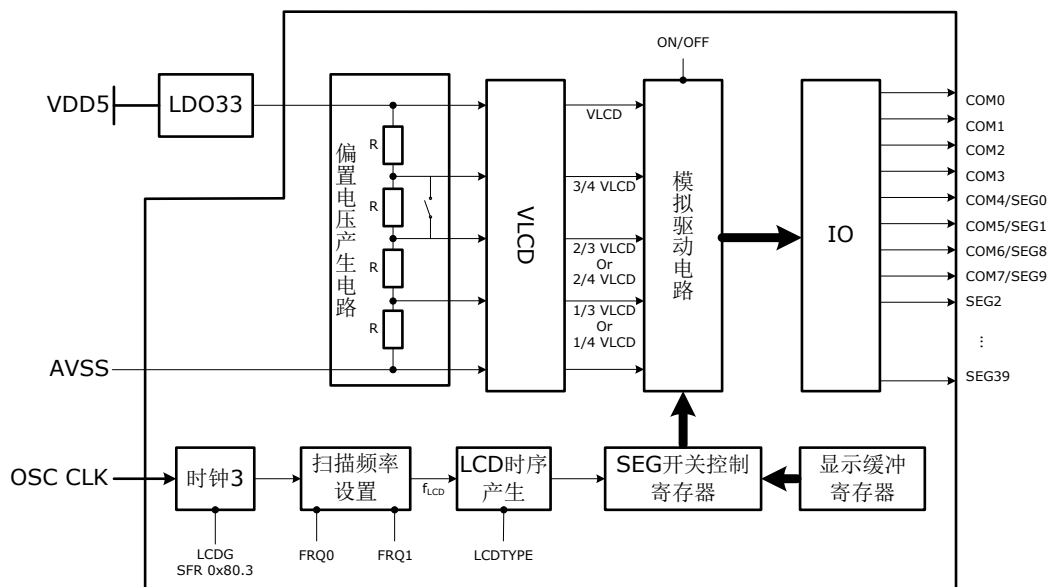 ON/OFF
VDD5
LDO33
偏置电压产生电路
R
R
R
R
VLCD
VLCD
3/4 VLCD
2/3 VLCD
Or
2/4 VLCD
1/3 VLCD
Or
1/4 VLCD
模拟驱动电路
IO
COM0
COM1
COM2
COM3
COM4/SEG0
COM5/SEG1
COM6/SEG8
COM7/SEG9
SEG2
...
SEG39
AVSS
OSC CLK
时钟3
扫描频率
设置
fLCD
LCD时序
产生
SEG开关控制
寄存器
显示缓冲
寄存器
LCDG
SFR 0x80.3
FRQ0
FRQ1
LCDTYPE